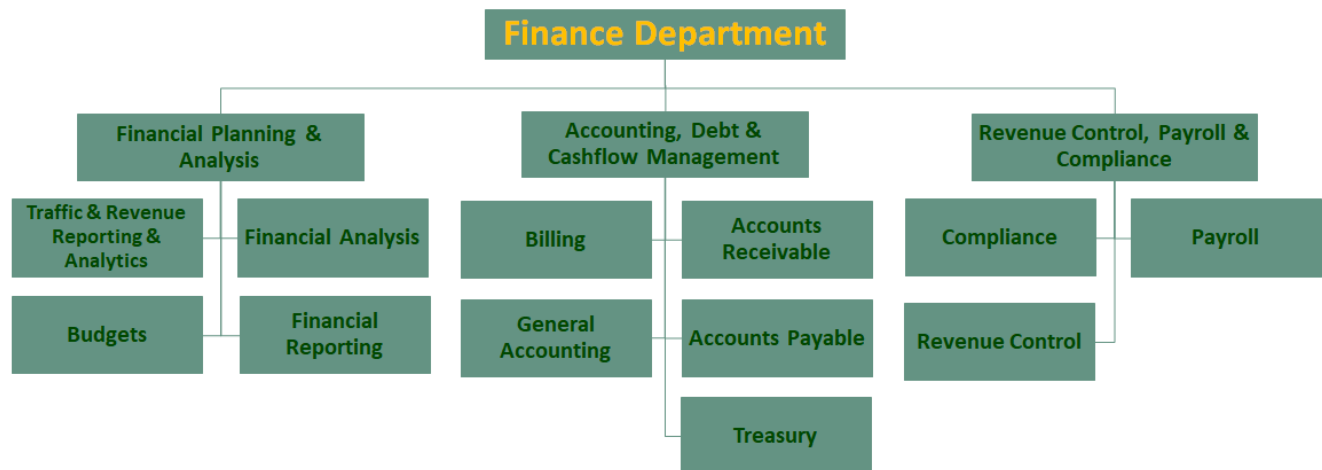 Finance Department
Financial Planning &
Analysis
Accounting, Debt &
Cashflow Management
Revenue Control, Payroll &
Compliance
Traffic & Revenue
Reporting &
Analytics
Financial Analysis
Billing
Accounts
Receivable
Compliance
Payroll
Budgets
Financial
Reporting
General
Accounting
Accounts Payable
Revenue Control
Treasury